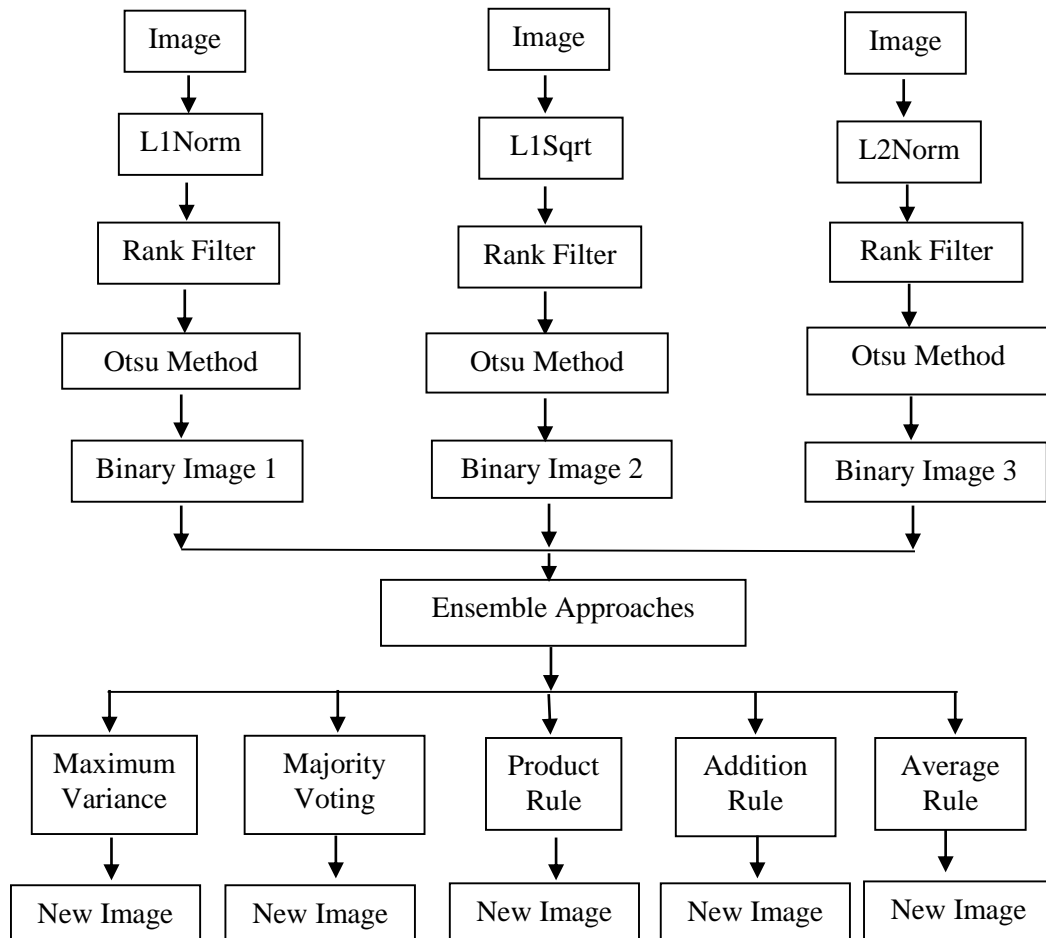 Image
Image
Image
L1Norm
L1Sqrt
L2Norm
Rank Filter
Rank Filter
Rank Filter
Otsu Method
Otsu Method
Otsu Method
Binary Image 1
Binary Image 2
Binary Image 3
Ensemble Approaches
Maximum
Variance
Majority
Voting
Product
Rule
Addition
Rule
Average
Rule
New Image
New Image
New Image
New Image
New Image